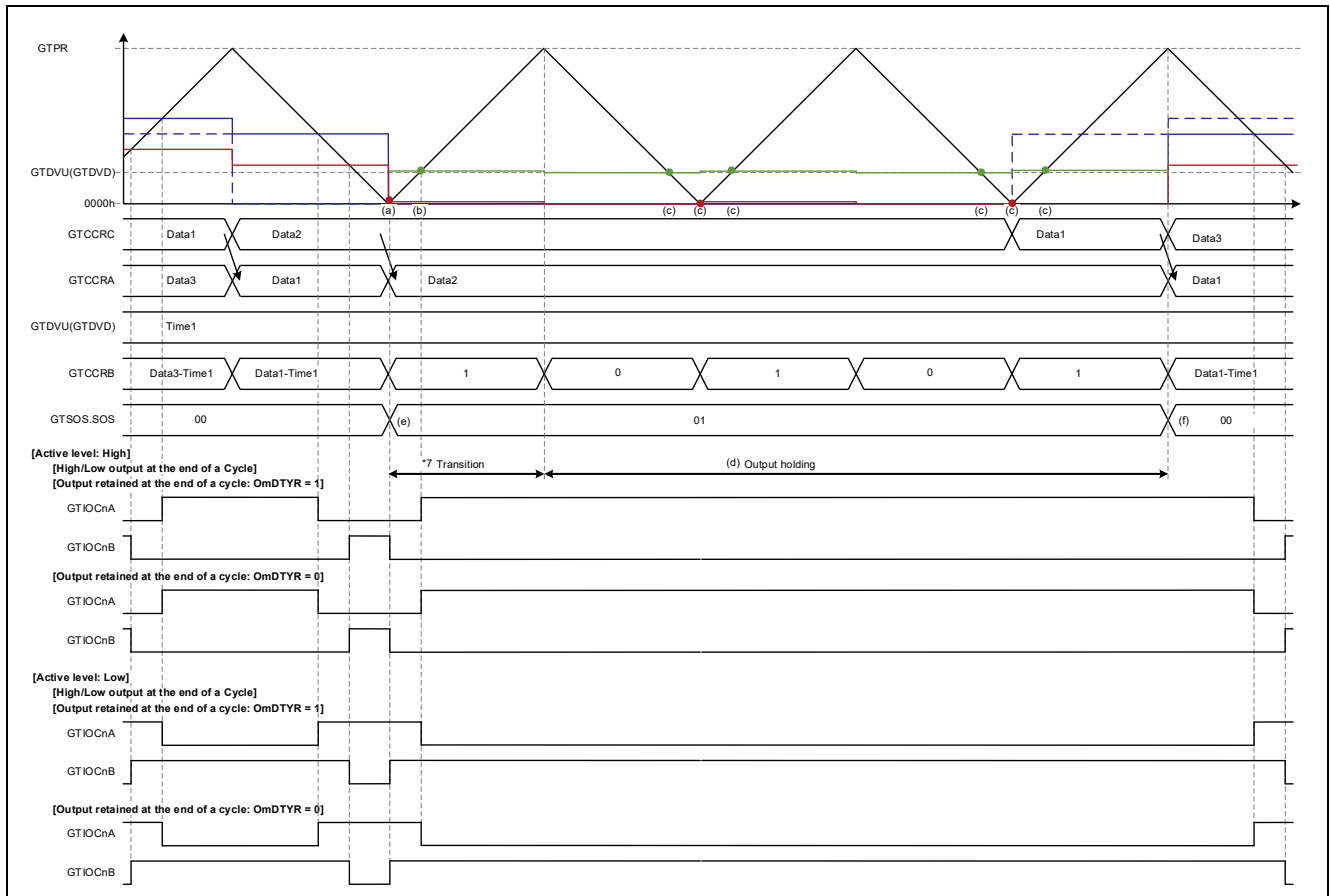 GTPR
GTDVU(GTDVD)
0000h
(a) (b) (c) (c) (c) (c) (c) (c)
GTCCRC Data1 Data2 Data1 Data3
GTCCRA Data3 Data1 Data2 Data1
GTDVU(GTDVD) Time1
GTCCRB Data3-Time1 Data1-Time1 1 0 1 0 1 Data1-Time1
GTSOS.SOS 00 (e) 01 (f) 00
[Active level: High]
[High/Low output at the end of a Cycle] *7 Transition (d) Output holding
[Output retained at the end of a cycle: OmDTYR = 1]
GTIOCnA
GTIOCnB
[Output retained at the end of a cycle: OmDTYR = 0]
GTIOCnA
GTIOCnB
[Active level: Low]
[High/Low output at the end of a Cycle]
[Output retained at the end of a cycle: OmDTYR = 1]
GTIOCnA
GTIOCnB
[Output retained at the end of a cycle: OmDTYR = 0]
GTIOCnA
GTIOCnB